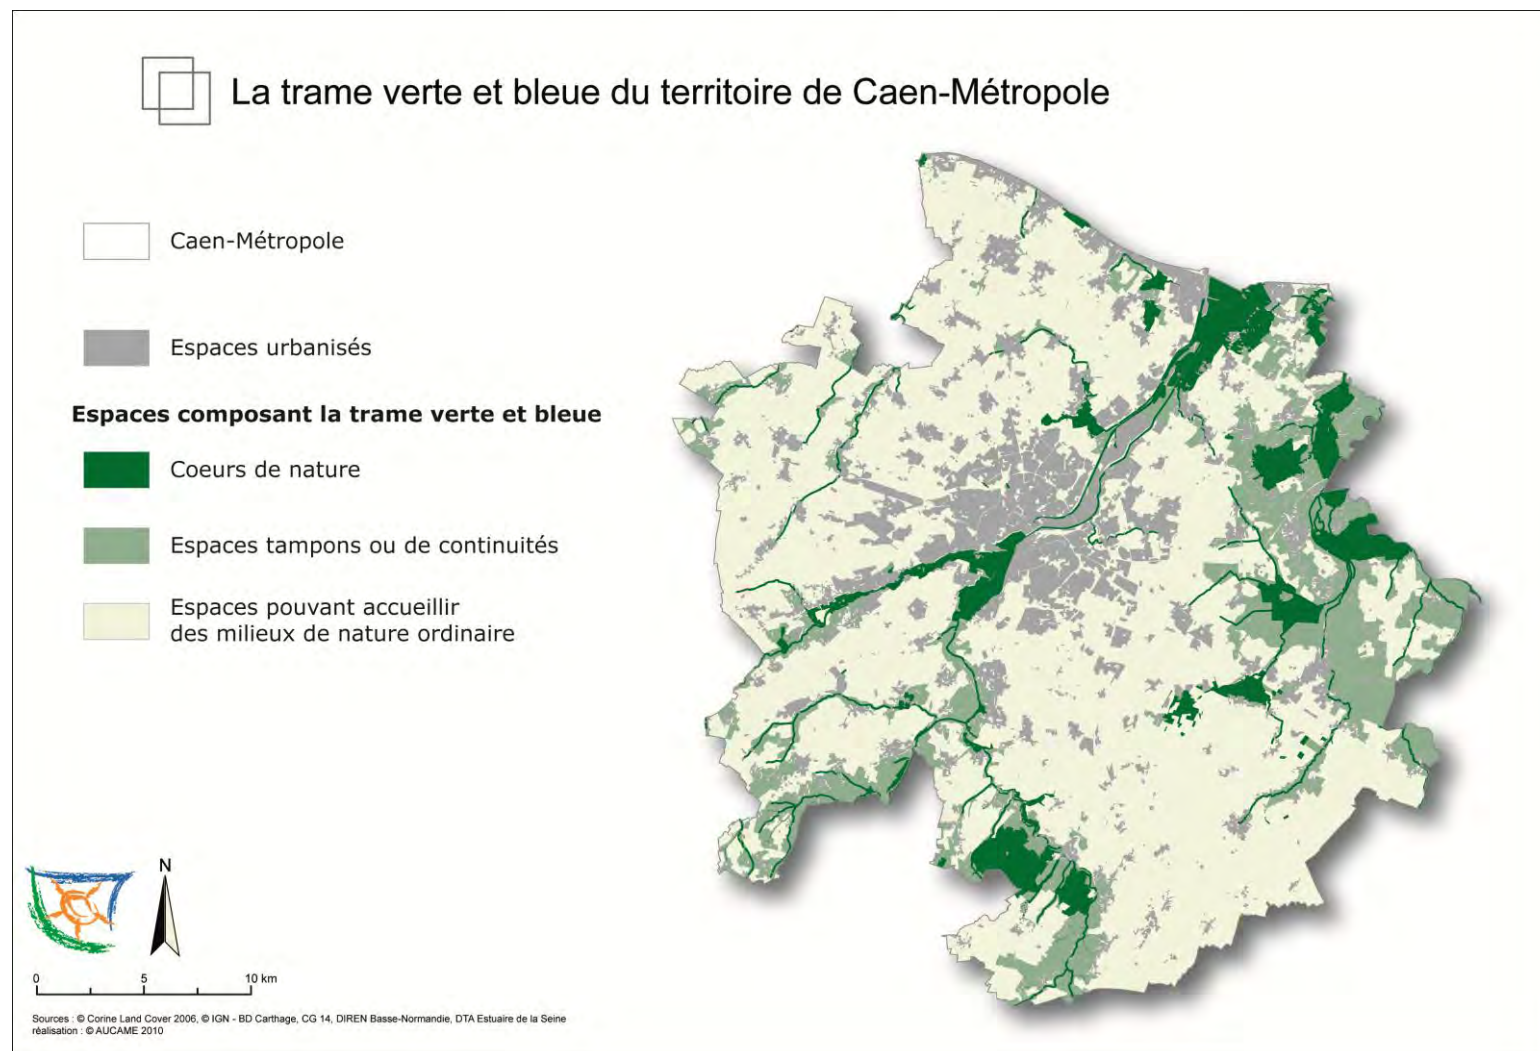 La trame verte et bleue du territoire de Caen-Métropole
Caen-Métropole
Espaces urbanisés
Espaces composant la trame verte et bleue
Coeurs de nature
Espaces tampons ou de continuités
Espaces pouvant accueillir
des milieux de nature ordinaire
N
0 5 10 km
Sources : © Corine Land Cover 2006, © IGN - BD Carthage, CG 14, DIREN Basse-Normandie, DTA Estuaire de la Seine
réalisation : © AUCAME 2010